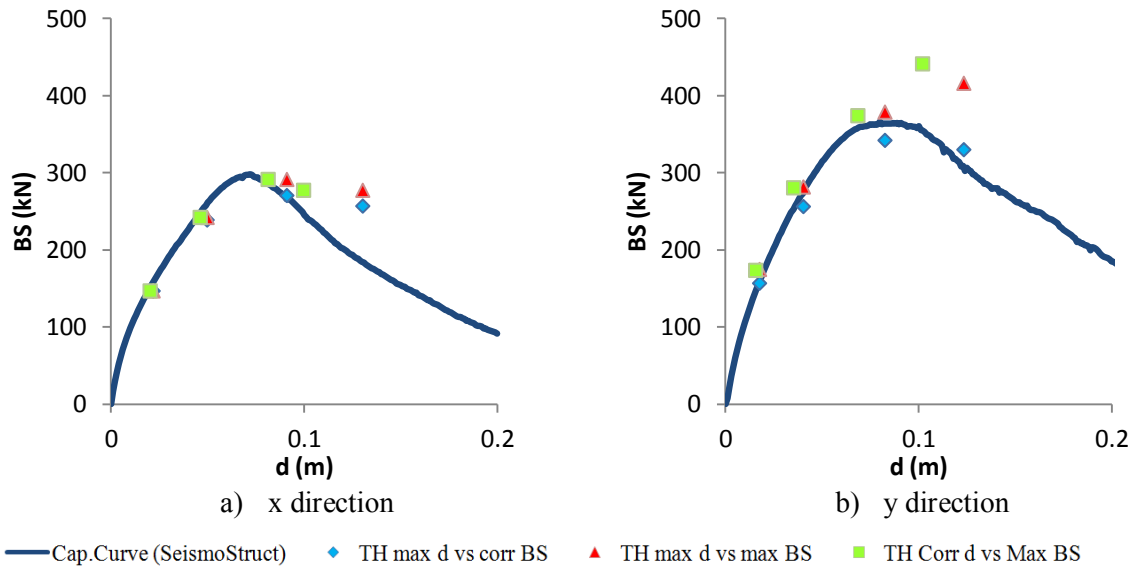 500
400
300
200
100
0
BS (kN)
0
0.1
0.2
d (m)
a) x direction
500
400
300
200
100
0
BS (kN)
0
0.1
0.2
d (m)
b) y direction
Cap.Curve (SeismoStruct) TH max d vs corr BS TH max d vs max BS TH Corr d vs Max BS